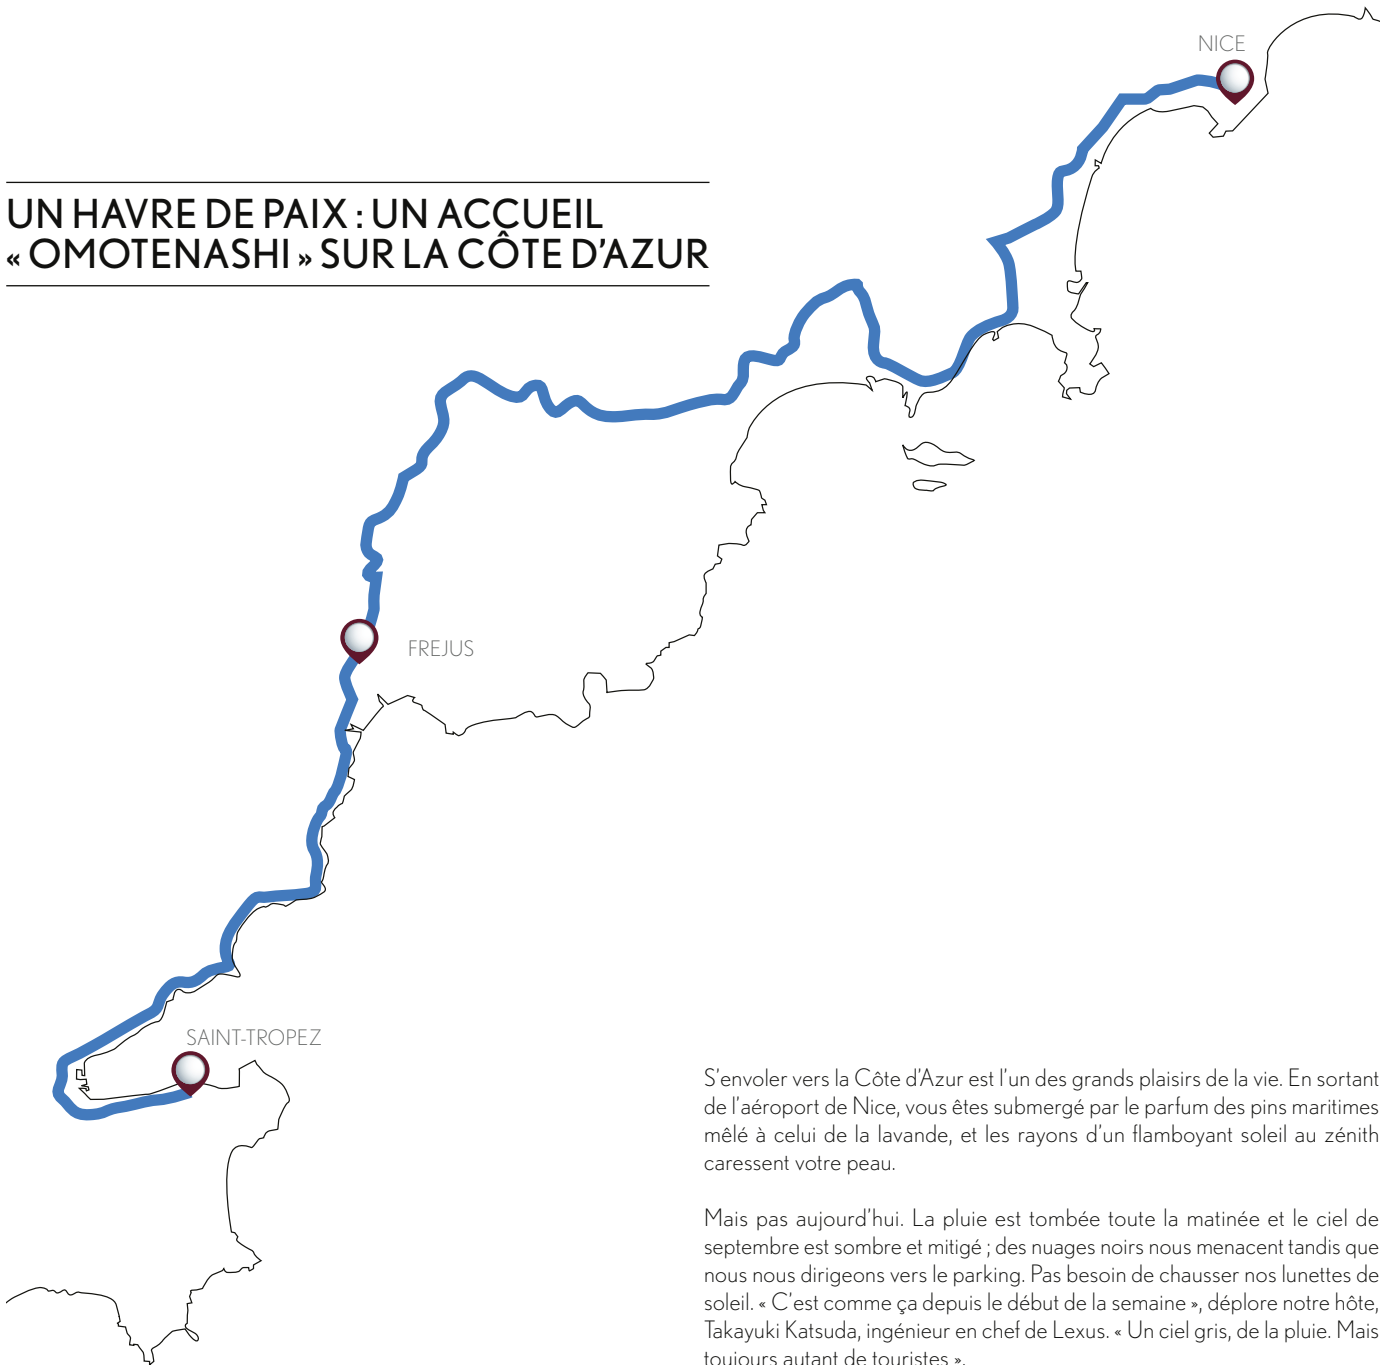 NICE
UN HAVRE DE PAIX : UN ACCUEIL
« OMOTENASHI » SUR LA CÔTE D'AZUR
FREJUS
SAINT-TROPEZ
S'envoler vers la Côte d'Azur est l'un des grands plaisirs de la vie. En sortant
de l'aéroport de Nice, vous êtes submergé par le parfum des pins maritimes
mêlé à celui de la lavande, et les rayons d'un flamboyant soleil au zénith
caressent votre peau.
Mais pas aujourd'hui. La pluie est tombée toute la matinée et le ciel de
septembre est sombre et mitigé ; des nuages noirs nous menacent tandis que
nous nous dirigeons vers le parking. Pas besoin de chausser nos lunettes de
soleil. « C'est comme ça depuis le début de la semaine », déplore notre hôte,
Takayuki Katsuda, ingénieur en chef de Lexus. « Un ciel gris, de la pluie. Mais
toujours autant de touristes ».